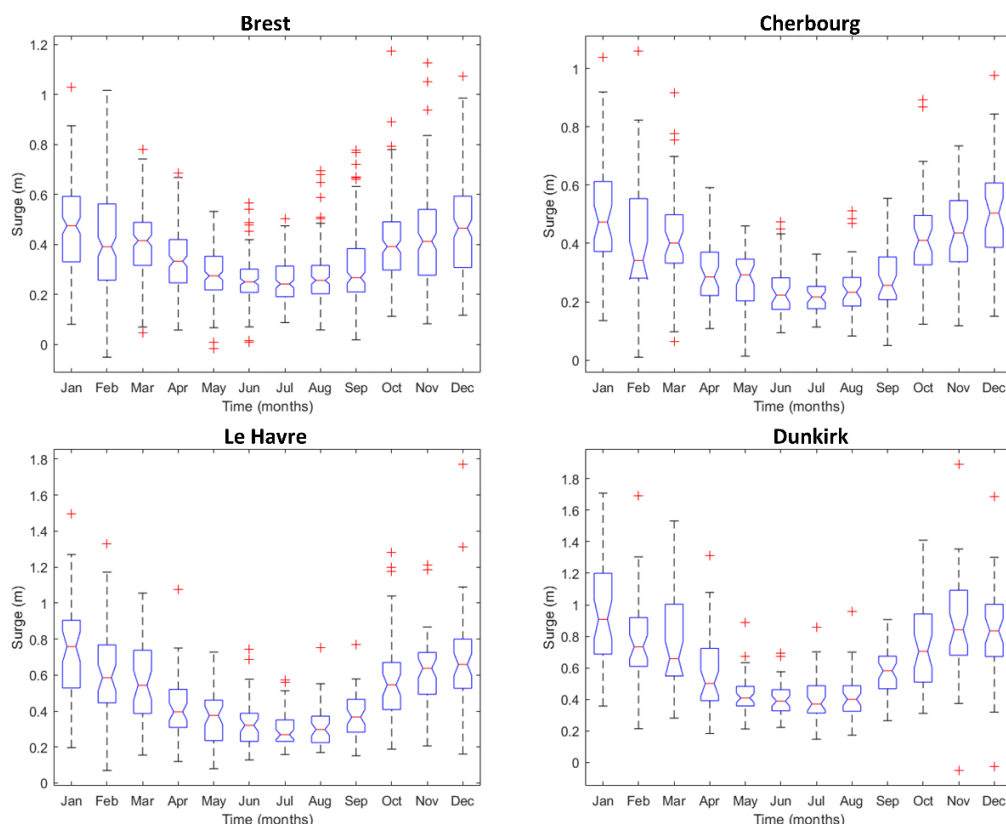 Brest
Surge (m)
1.2
1
0.8
0.6
0.4
0.2
0
Jan Feb Mar Apr May Jun Jul Aug Sep Oct Nov Dec
Time (months)
Cherbourg
Surge (m)
1
0.8
0.6
0.4
0.2
0
Jan Feb Mar Apr May Jun Jul Aug Sep Oct Nov Dec
Time (months)
Le Havre
Surge (m)
1.8
1.6
1.4
1.2
1
0.8
0.6
0.4
0.2
0
Jan Feb Mar Apr May Jun Jul Aug Sep Oct Nov Dec
Time (months)
Dunkirk
Surge (m)
1.8
1.6
1.4
1.2
1
0.8
0.6
0.4
0.2
0
Jan Feb Mar Apr May Jun Jul Aug Sep Oct Nov Dec
Time (months)